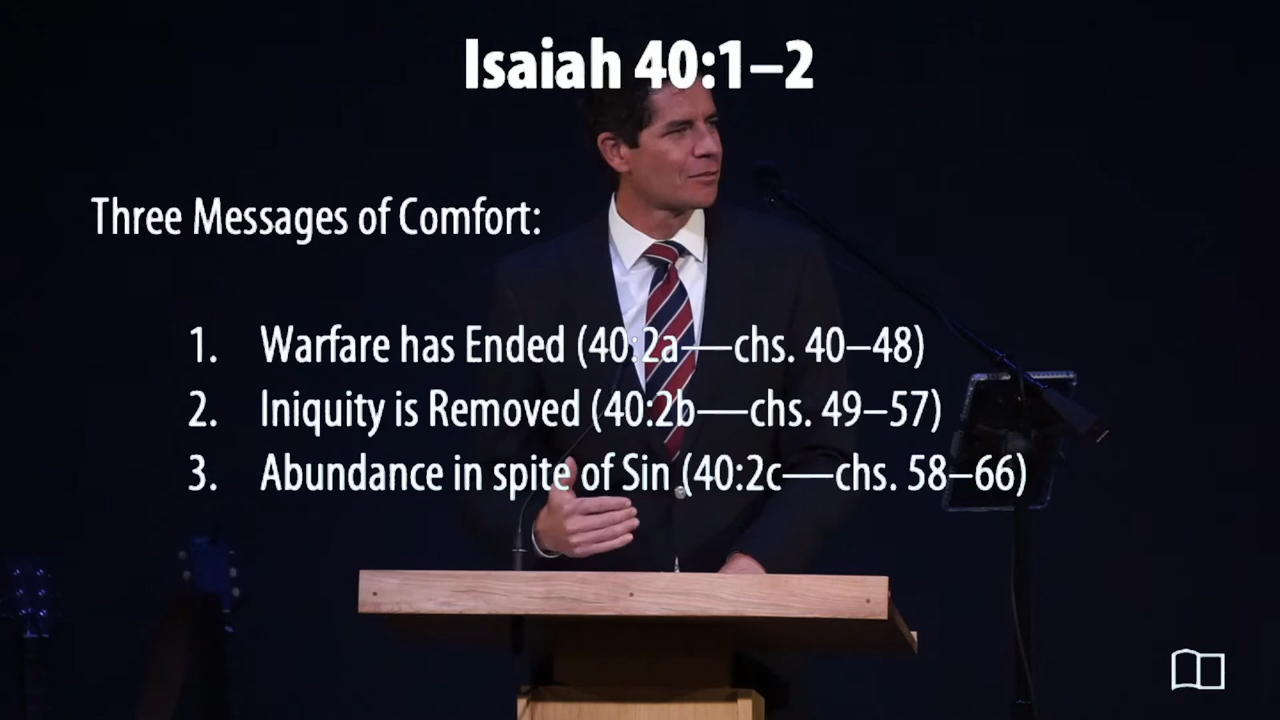 Isaiah 40:1–2
Three Messages of Comfort:
1. Warfare has Ended (40:2a—chs. 40–48)
2. Iniquity is Removed (40:2b—chs. 49–57)
3. Abundance in spite of Sin (40:2c—chs. 58–66)